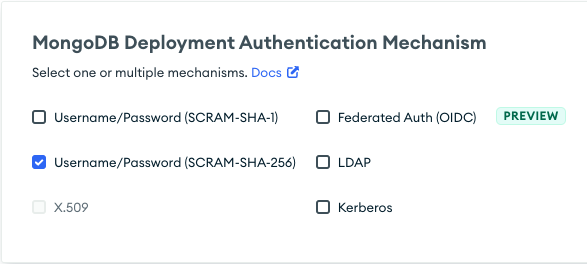 MongoDB Deployment Authentication Mechanism
Select one or multiple mechanisms. Docs
Username/Password (SCRAM-SHA-1)
Federated Auth (OIDC) PREVIEW
Username/Password (SCRAM-SHA-256)
LDAP
X.509
Kerberos